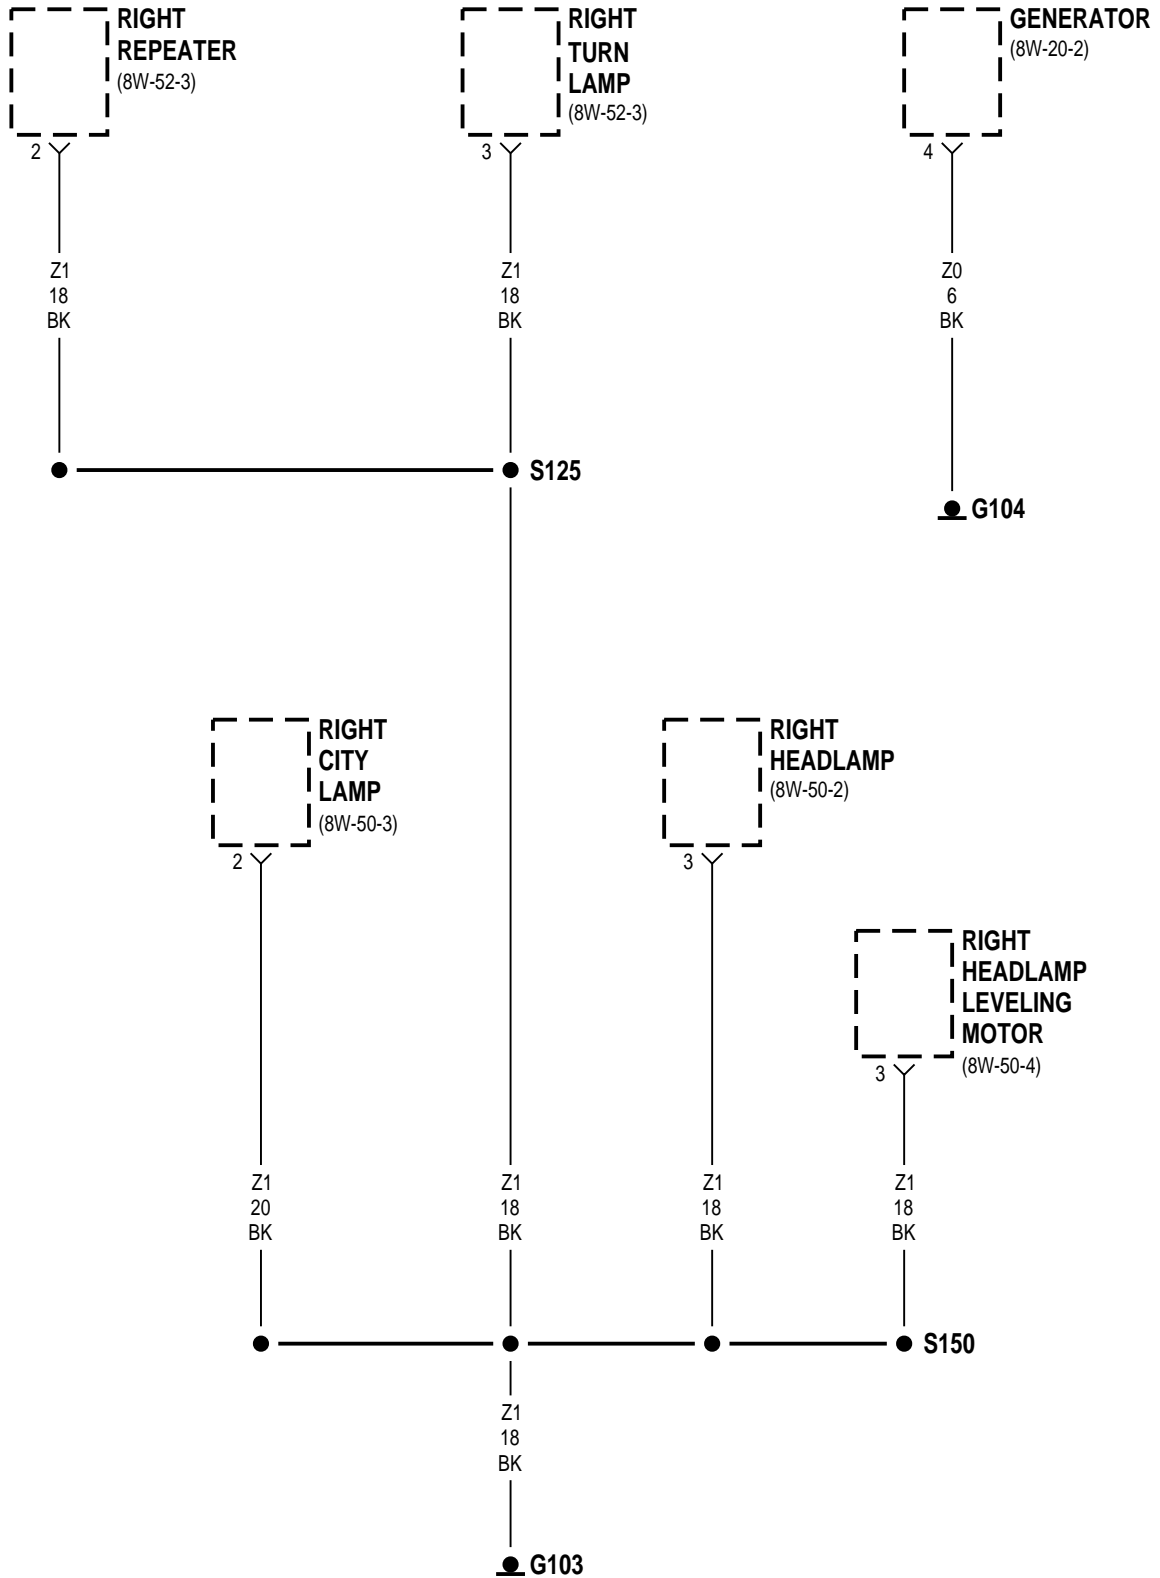 RIGHT
REPEATER
(8W-52-3)
2
RIGHT
TURN
LAMP
(8W-52-3)
3
GENERATOR
(8W-20-2)
4
Z1
18
BK
Z1
18
BK
Z0
6
BK
S125
G104
RIGHT
CITY
LAMP
(8W-50-3)
2
RIGHT
HEADLAMP
(8W-50-2)
3
RIGHT
HEADLAMP
LEVELING
MOTOR
(8W-50-4)
3
Z1
20
BK
Z1
18
BK
Z1
18
BK
Z1
18
BK
S150
Z1
18
BK
G103